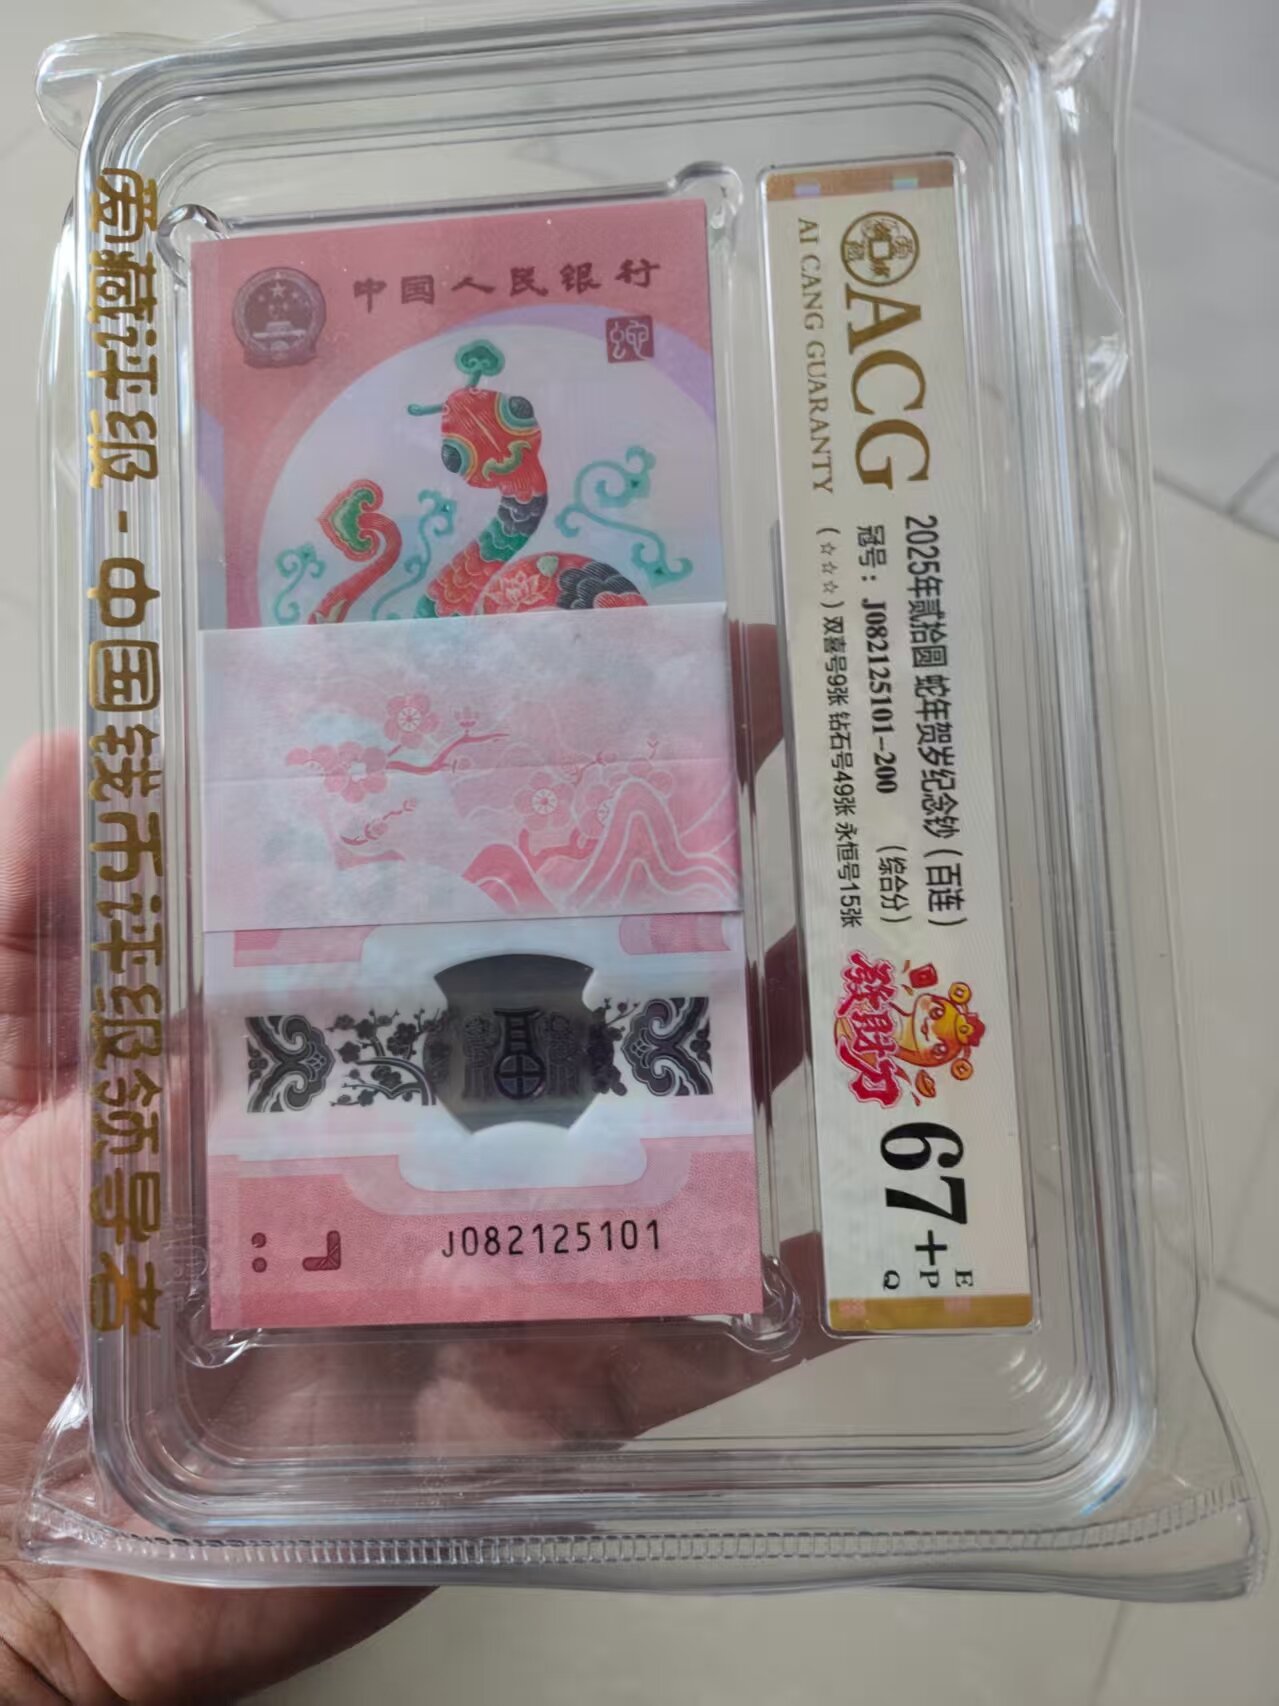 爱藏评级 - 中国钱币评级领导者
中国人民银行
蛇
J082125101
ACG
AI CANG GUARANTY
2025年贰拾圆 蛇年贺岁纪念钞（百连）
冠号：J082125101-200 （综合分）
（☆☆☆）双喜号9张 钻石号49张 永恒号15张
發財
67+
E
P
Q